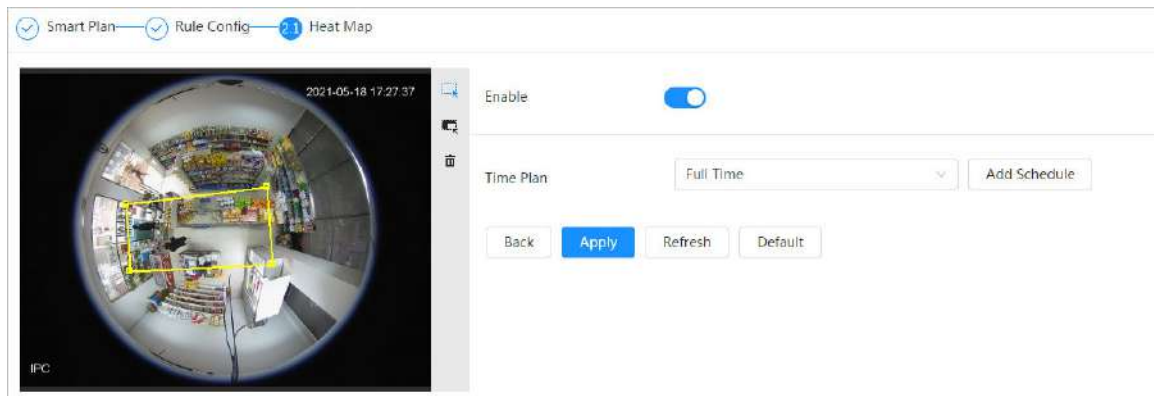 Smart Plan Rule Config 2.1 Heat Map
2021-05-18 17:27:37
IPC
Enable
Time Plan Full Time Add Schedule
Back Apply Refresh Default